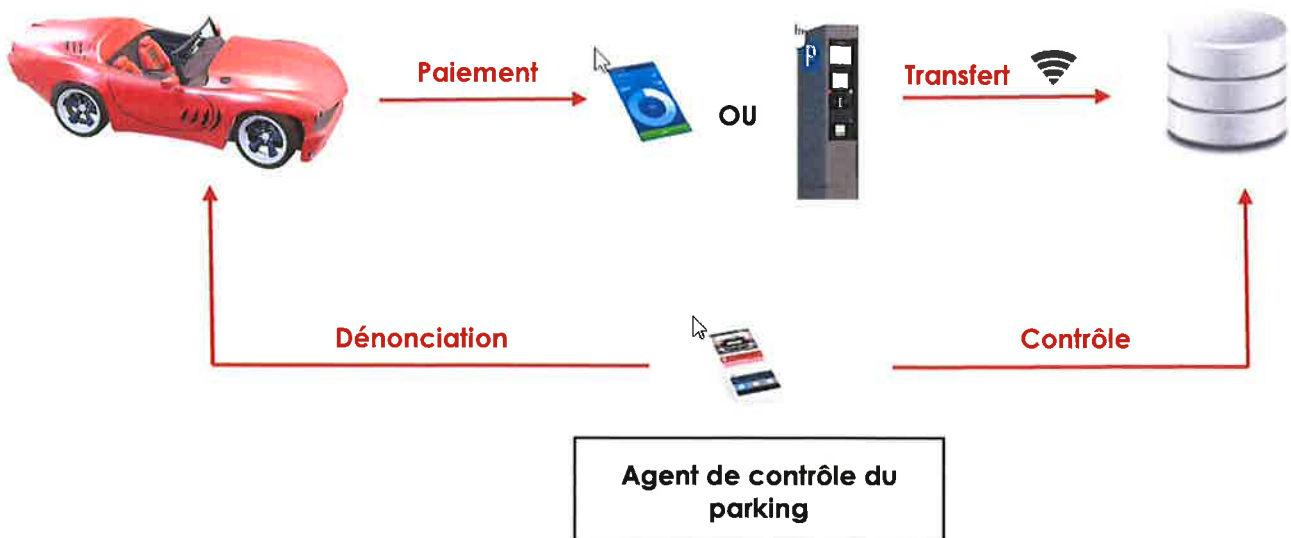 Paiement
OU
P
Transfert
Dénonciation
Contrôle
Agent de contrôle du
parking